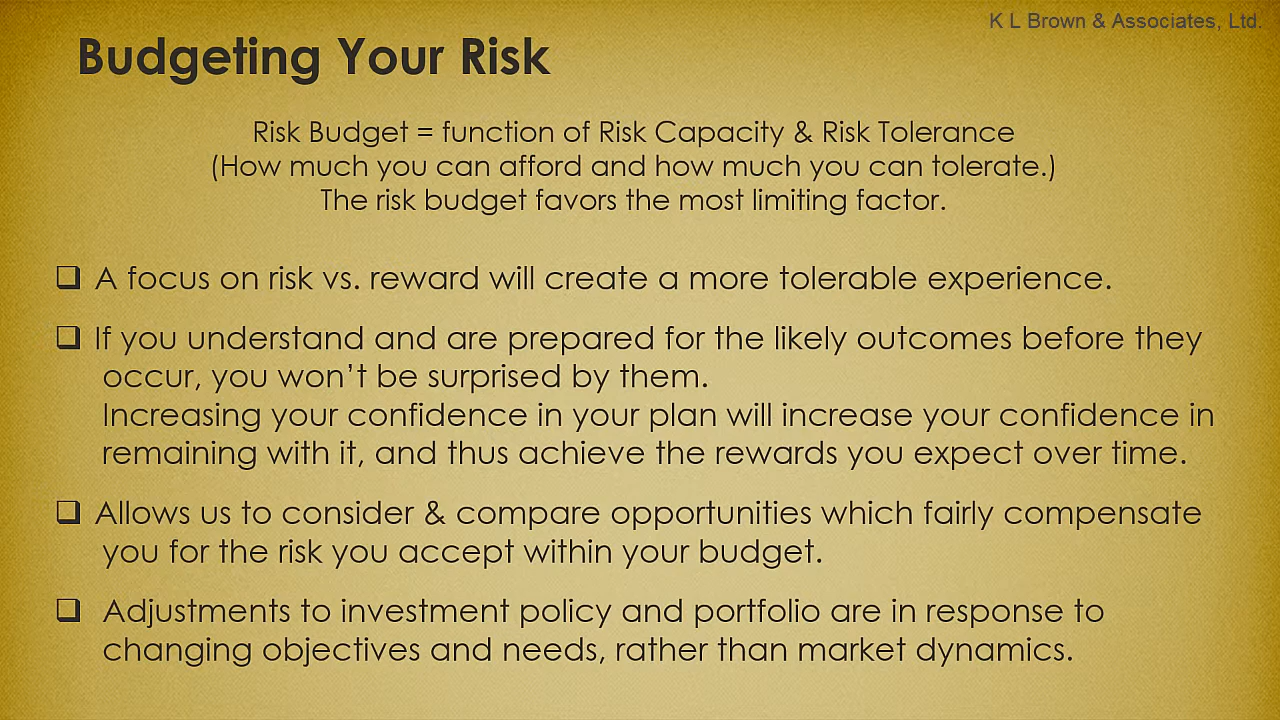 K L Brown & Associates, Ltd.
Budgeting Your Risk
Risk Budget = function of Risk Capacity & Risk Tolerance
(How much you can afford and how much you can tolerate.)
The risk budget favors the most limiting factor.
❑ A focus on risk vs. reward will create a more tolerable experience.
❑ If you understand and are prepared for the likely outcomes before they
occur, you won't be surprised by them.
Increasing your confidence in your plan will increase your confidence in
remaining with it, and thus achieve the rewards you expect over time.
❑ Allows us to consider & compare opportunities which fairly compensate
you for the risk you accept within your budget.
❑ Adjustments to investment policy and portfolio are in response to
changing objectives and needs, rather than market dynamics.